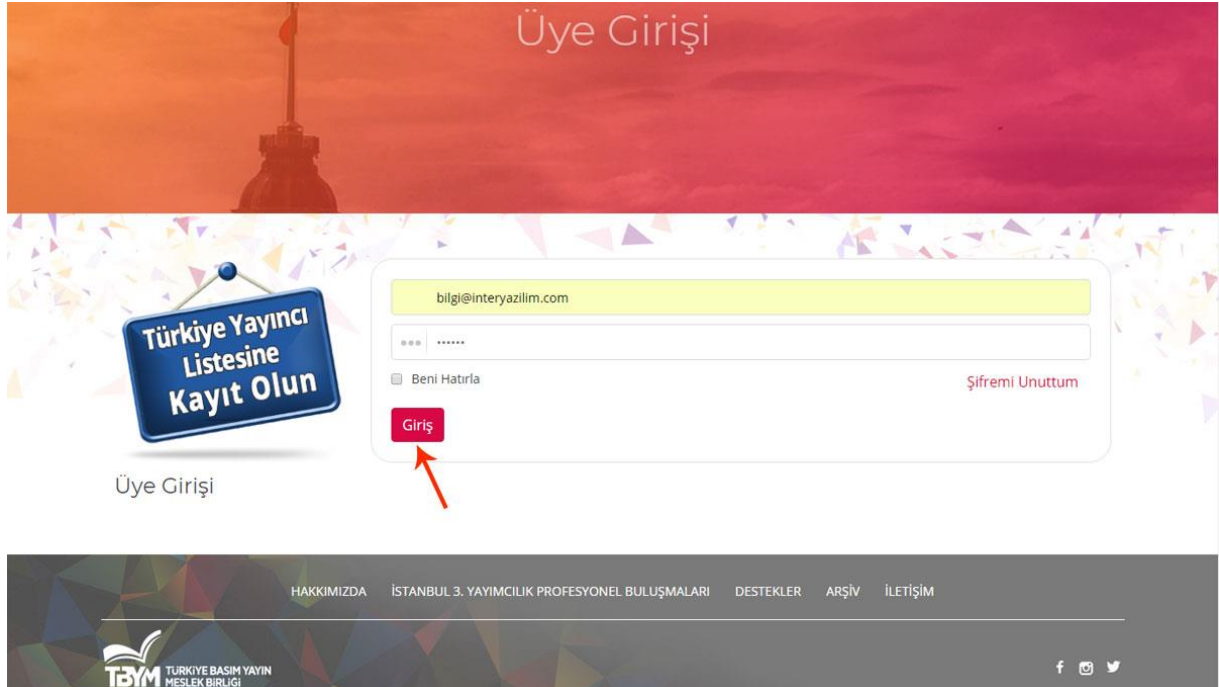 Üye Girişi
Türkiye Yayıncı
Listesine
Kayıt Olun
bilgi@interyazilim.com
••••••
Beni Hatırla
Şifremi Unuttum
Giriş
Üye Girişi
HAKKIMIZDA İSTANBUL 3. YAYIMCILIK PROFESYONEL BULUŞMALARI DESTEKLER ARŞİV İLETİŞİM
TBYM TÜRKİYE BASIM YAYIN
MESLEK BİRLİĞİ